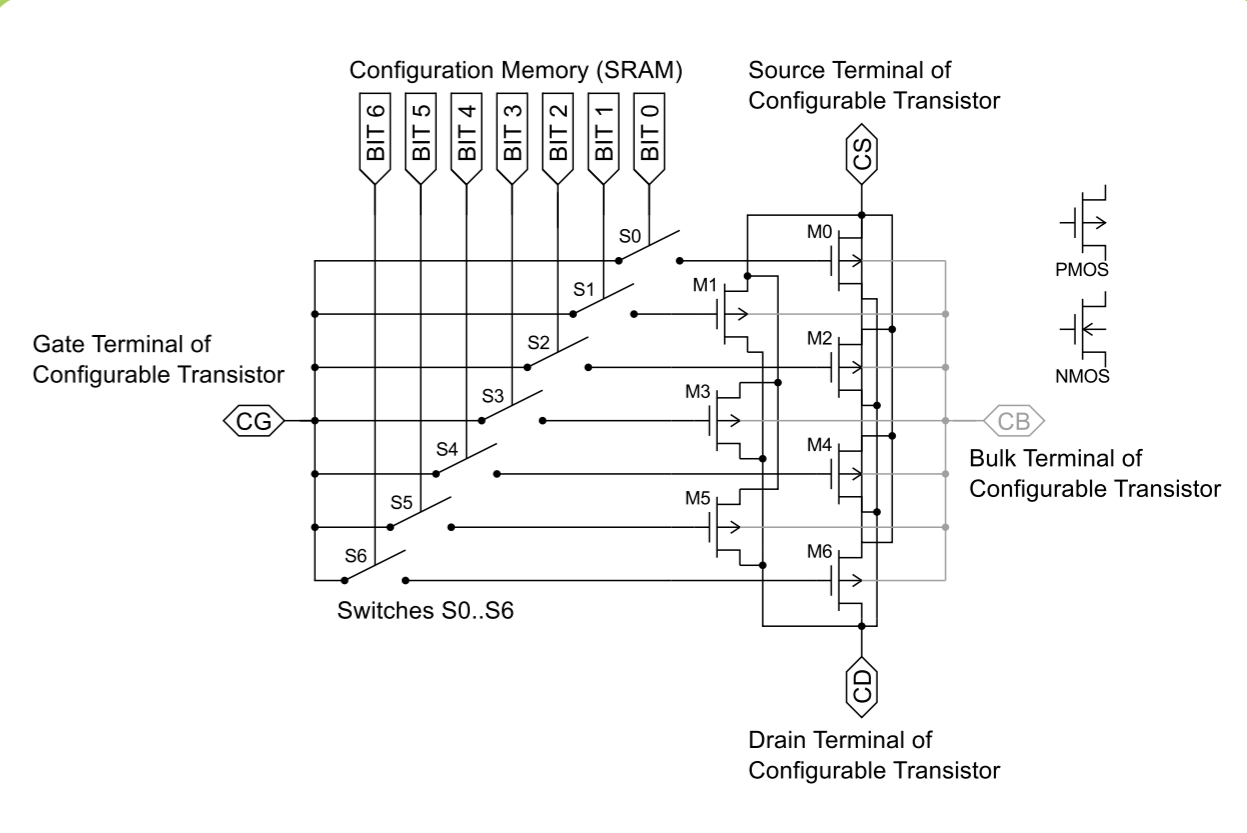 Configuration Memory (SRAM)
Source Terminal of
Configurable Transistor
BIT 6
BIT 5
BIT 4
BIT 3
BIT 2
BIT 1
BIT 0
CS
S0
M0
PMOS
S1
M1
S2
M2
NMOS
Gate Terminal of
Configurable Transistor
S3
M3
CG
CB
S4
M4
Bulk Terminal of
Configurable Transistor
S5
M5
S6
M6
Switches S0..S6
CD
Drain Terminal of
Configurable Transistor